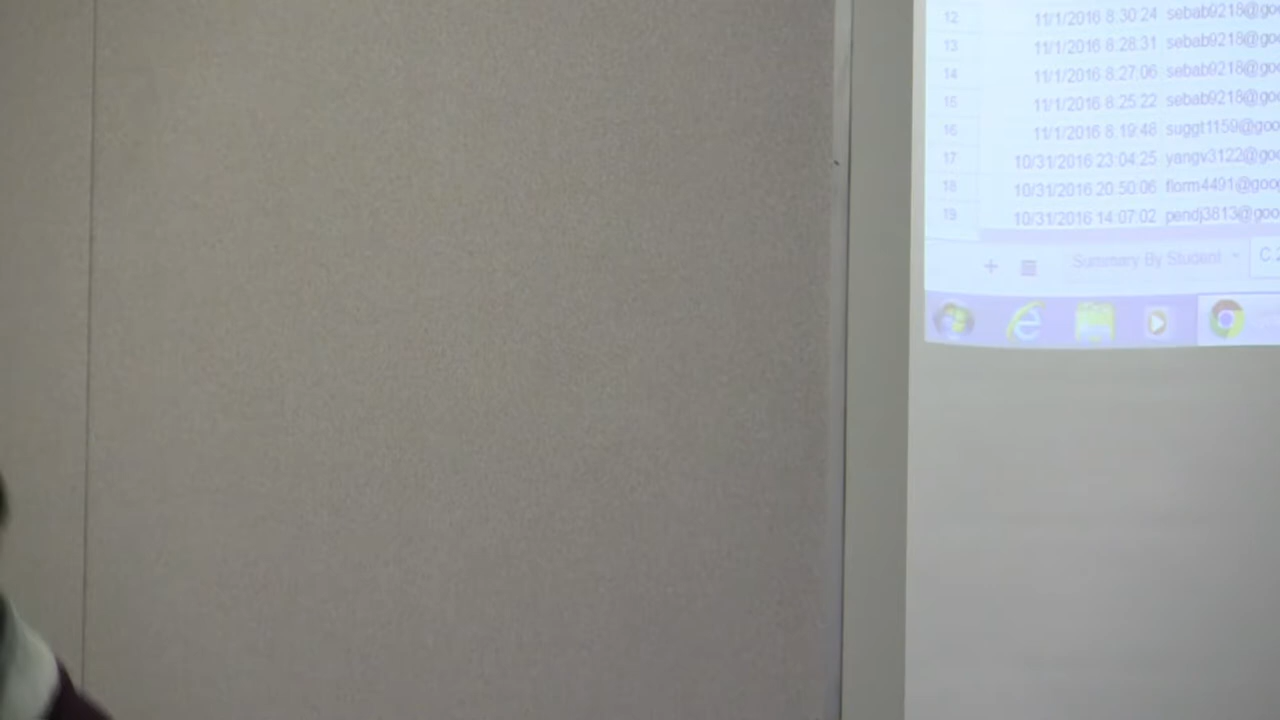 12 11/1/2016 8:30:24 sebab9218@goo
13 11/1/2016 8:28:31 sebab9218@goo
14 11/1/2016 8:27:06 sebab9218@goo
15 11/1/2016 8:25:22 sebab9218@goo
16 11/1/2016 8:19:48 suggt1159@goo
17 10/31/2016 23:04:25 yangv3122@goo
18 10/31/2016 20:50:06 florm4491@goo
19 10/31/2016 14:07:02 pendj3813@goo
+ Summary By Student C.2